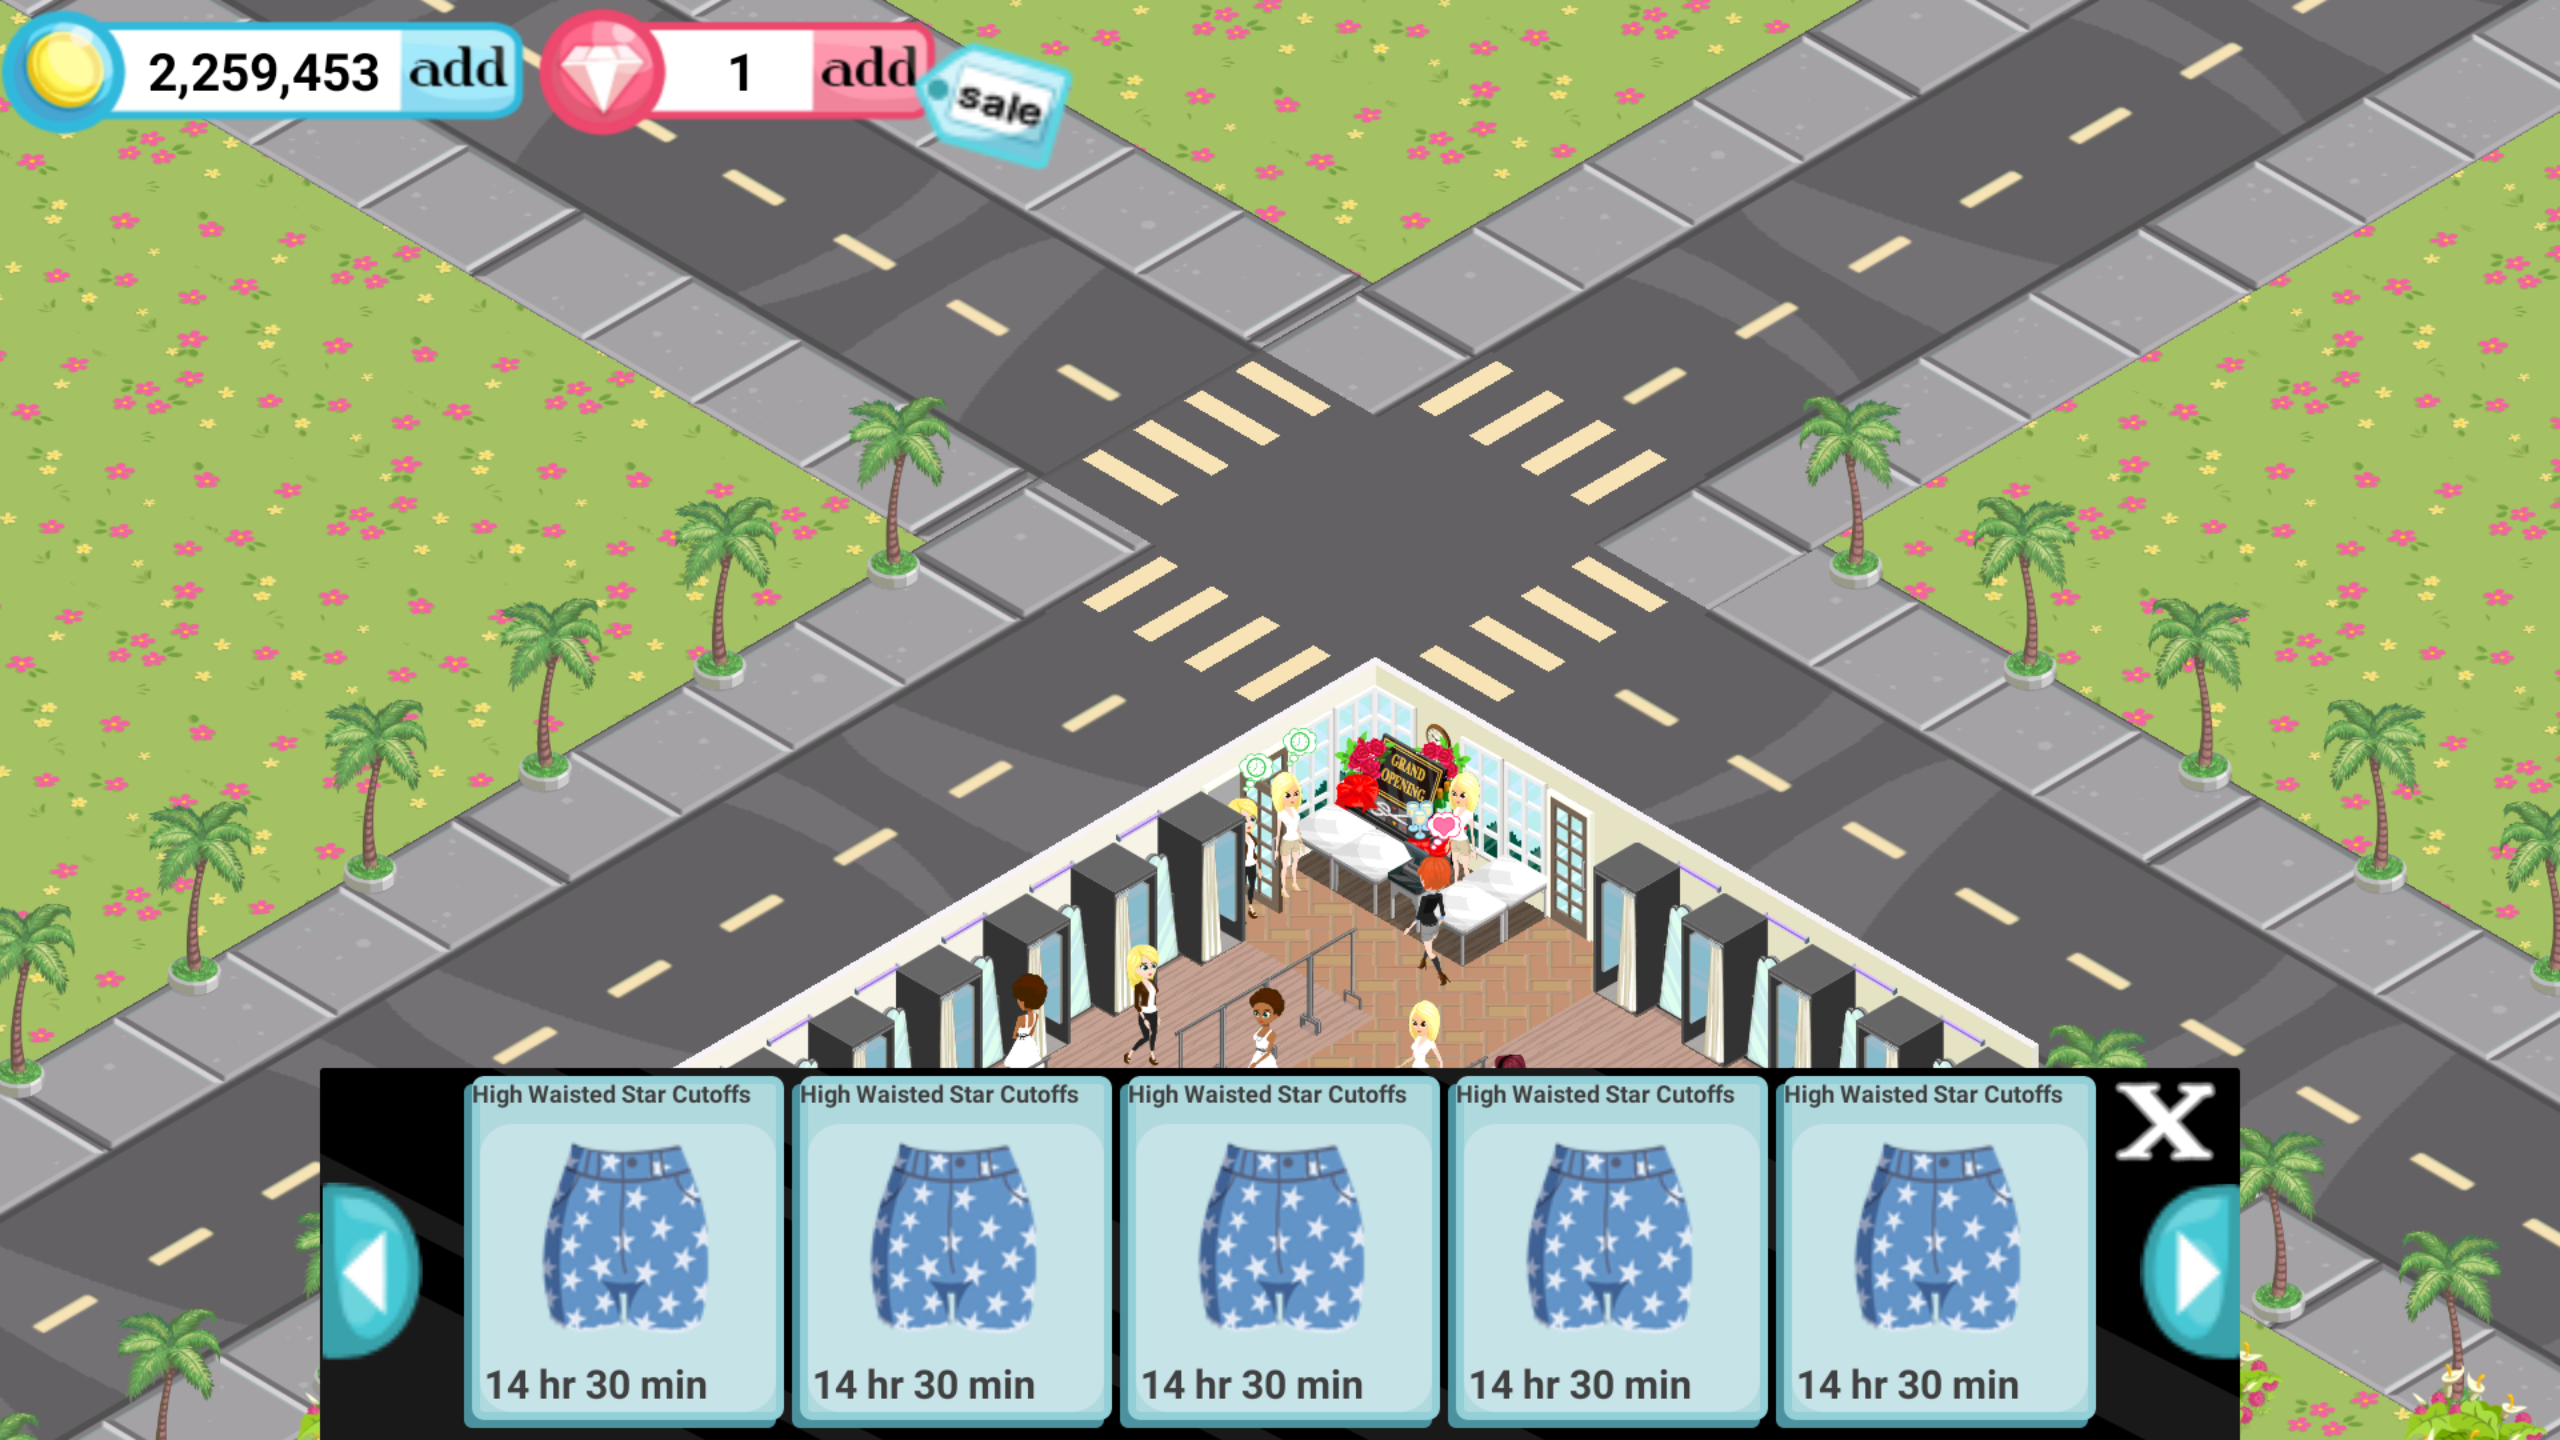 2,259,453 add 1 add
sale
GRAND
OPENING
High Waisted Star Cutoffs High Waisted Star Cutoffs High Waisted Star Cutoffs High Waisted Star Cutoffs High Waisted Star Cutoffs
X
14 hr 30 min 14 hr 30 min 14 hr 30 min 14 hr 30 min 14 hr 30 min